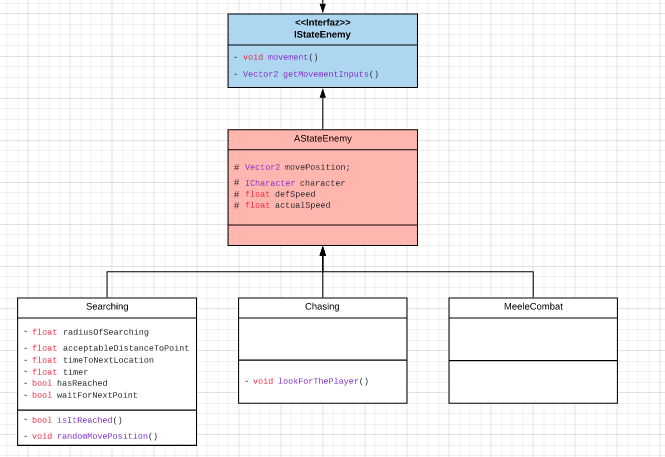 <<Interfaz>>
IStateEnemy
- void movement()
- Vector2 getMovementInputs()
AStateEnemy
# Vector2 movePosition;
# ICharacter character
# float defSpeed
# float actualSpeed
Searching
- float radiusOfSearching
- float acceptableDistanceToPoint
- float timeToNextLocation
- float timer
- bool hasReached
- bool waitForNextPoint
- bool isItReached()
- void randomMovePosition()
Chasing
- void lookForThePlayer()
MeeleCombat